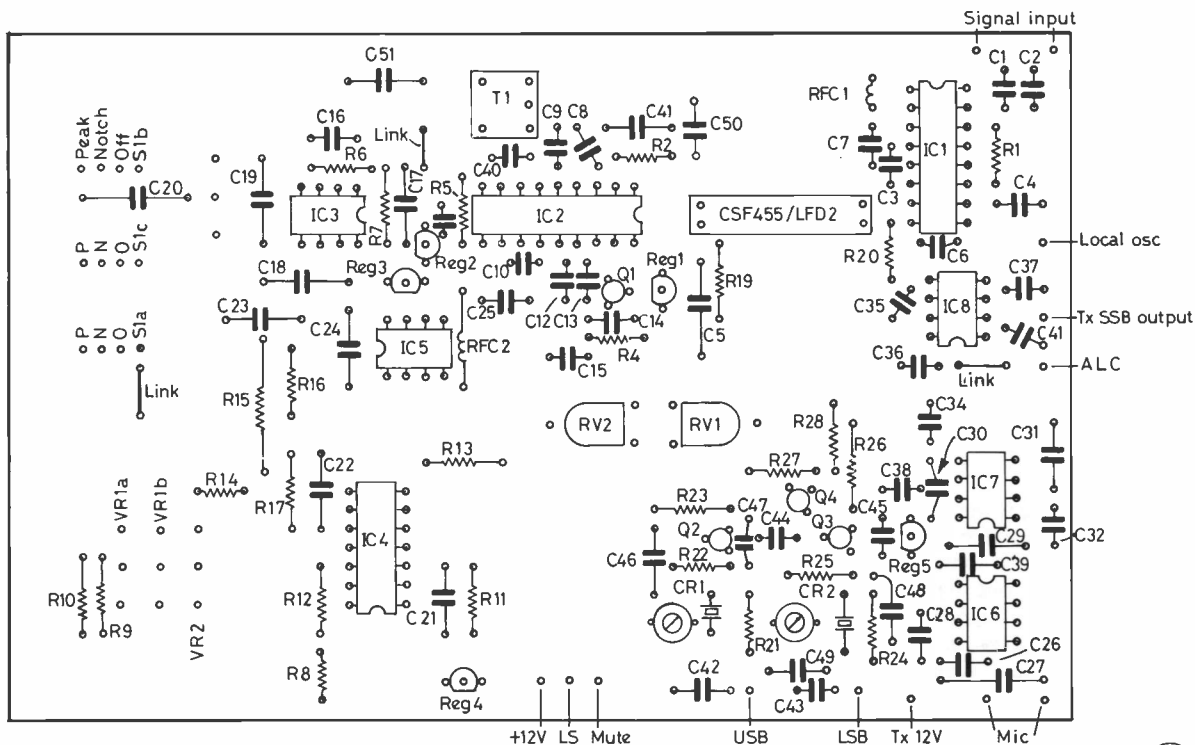 Signal input
C51
C1 C2
T1
RFC1
Peak
Notch
Off
S1b
C16
Link
C9 C8
C41
C50
R6
R2
C7
IC1
R1
C20
C19
C17
C40
R5
C3
C4
IC3
R7
IC2
CSF455/LFD2
P
N
O
S1c
Reg2
R20
C6
Local osc
C18
Reg3
C10
Q1
Reg1
R19
C37
C23
C24
C25
C12
C13
C14
C5
C35
IC8
Tx SSB output
P
N
O
S1a
IC5
RFC2
R4
C41
R16
C15
C36
Link
ALC
Link
R15
RV2
RV1
R28
C34
R26
C30
C31
R13
R27
R14
C22
C38
IC7
VR1a
VR1b
R17
R23
C47
Q4
C45
IC4
Q2
C44
Q3
C29
C32
C46
R22
Reg5
C39
R25
R10
R9
R12
C21
R11
CR1
CR2
C48
IC6
C28
VR2
R21
R24
C26
R8
C49
C27
C42
Reg4
C43
+12V LS Mute
USB
LSB
Tx 12V
Mic